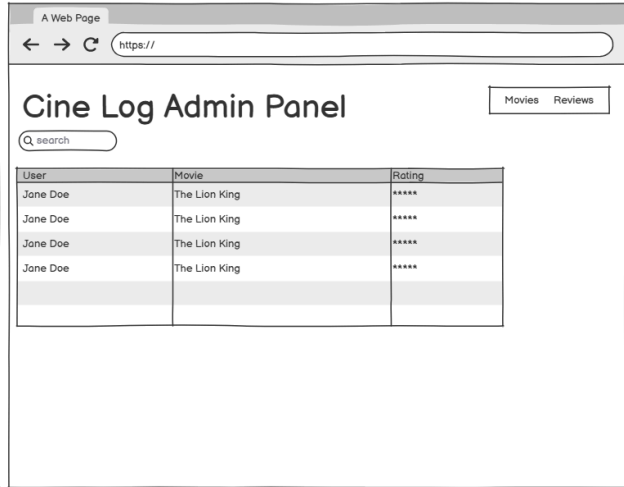 A Web Page
https://
Cine Log Admin Panel
Movies Reviews
search
User Movie Rating
Jane Doe The Lion King *****
Jane Doe The Lion King *****
Jane Doe The Lion King *****
Jane Doe The Lion King *****